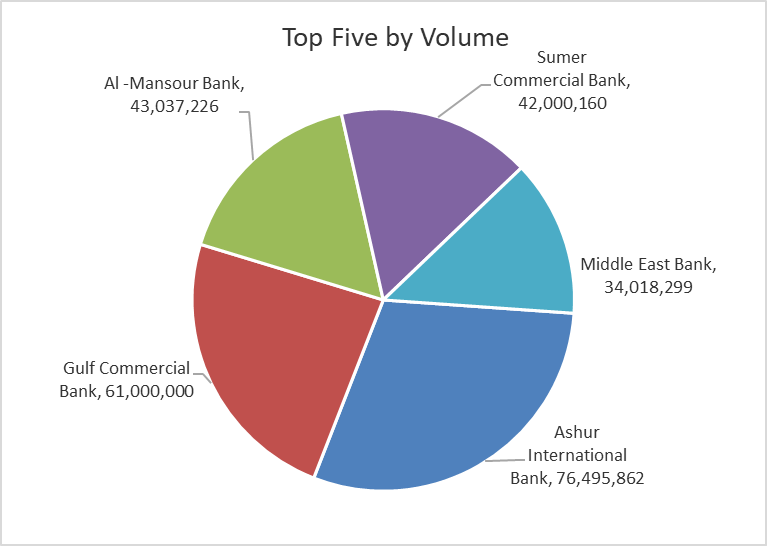 Top Five by Volume
Sumer
Commercial Bank,
42,000,160
Al -Mansour Bank,
43,037,226
Middle East Bank,
34,018,299
Gulf Commercial
Bank, 61,000,000
Ashur
International
Bank, 76,495,862